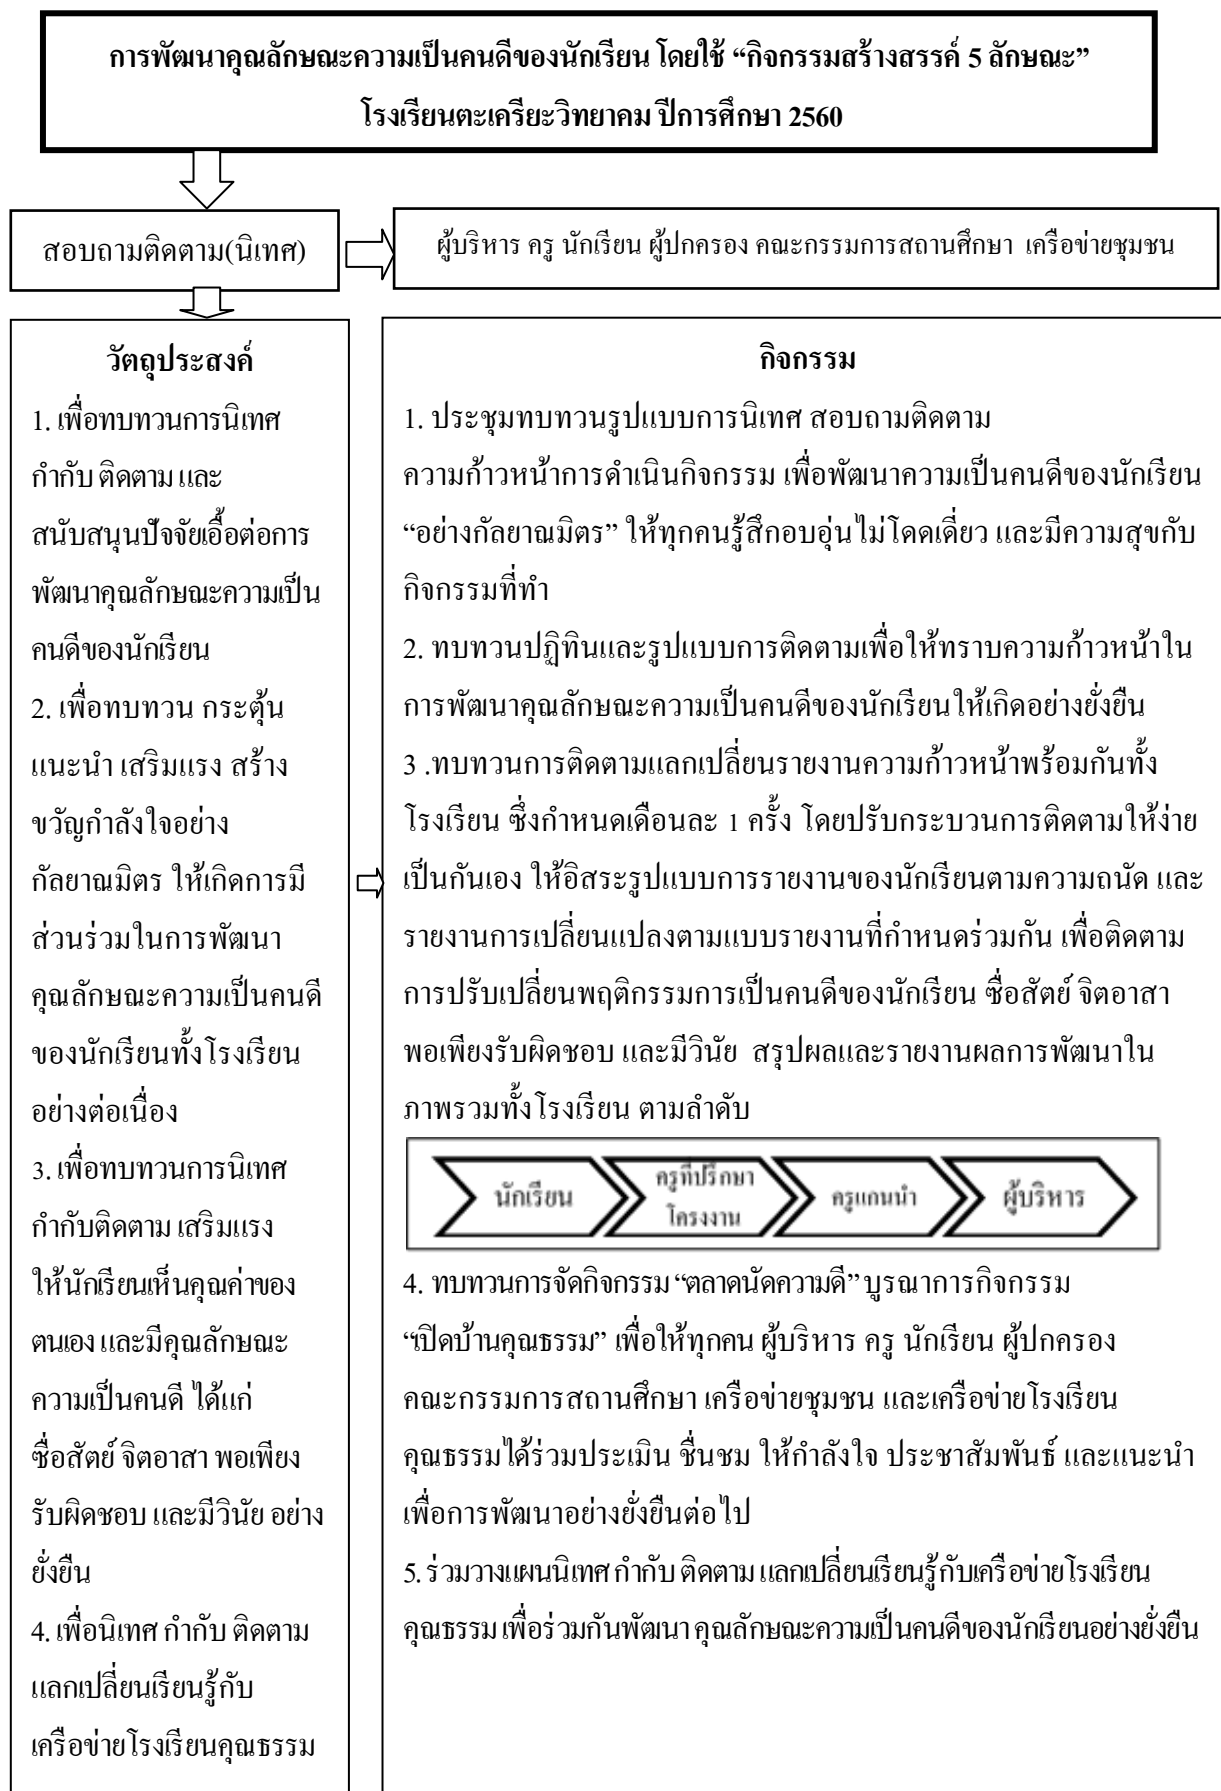 การพัฒนาคุณลักษณะความเป็นคนดีของนักเรียน โดยใช้ “กิจกรรมสร้างสรรค์ 5 ลักษณะ”
โรงเรียนตะเครียะวิทยาคม ปีการศึกษา 2560
สอบถามติดตาม(นิเทศ)
ผู้บริหาร ครู นักเรียน ผู้ปกครอง คณะกรรมการสถานศึกษา เครือข่ายชุมชน
วัตถุประสงค์
1. เพื่อทบทวนการนิเทศ
กำกับ ติดตาม และ
สนับสนุนปัจจัยเอื้อต่อการ
พัฒนาคุณลักษณะความเป็น
คนดีของนักเรียน
2. เพื่อทบทวน กระตุ้น
แนะนำ เสริมแรง สร้าง
ขวัญกำลังใจอย่าง
กัลยาณมิตร ให้เกิดการมี
ส่วนร่วมในการพัฒนา
คุณลักษณะความเป็นคนดี
ของนักเรียนทั้งโรงเรียน
อย่างต่อเนื่อง
3. เพื่อทบทวนการนิเทศ
กำกับติดตาม เสริมแรง
ให้นักเรียนเห็นคุณค่าของ
ตนเอง และมีคุณลักษณะ
ความเป็นคนดี ได้แก่
ซื่อสัตย์ จิตอาสา พอเพียง
รับผิดชอบ และมีวินัย อย่าง
ยั่งยืน
4. เพื่อนิเทศ กำกับ ติดตาม
แลกเปลี่ยนเรียนรู้กับ
เครือข่ายโรงเรียนคุณธรรม
กิจกรรม
1. ประชุมทบทวนรูปแบบการนิเทศ สอบถามติดตาม
ความก้าวหน้าการดำเนินกิจกรรม เพื่อพัฒนาความเป็นคนดีของนักเรียน
“อย่างกัลยาณมิตร” ให้ทุกคนรู้สึกอบอุ่นไม่โดดเดี่ยว และมีความสุขกับ
กิจกรรมที่ทำ
2. ทบทวนปฏิทินและรูปแบบการติดตามเพื่อให้ทราบความก้าวหน้าใน
การพัฒนาคุณลักษณะความเป็นคนดีของนักเรียนให้เกิดอย่างยั่งยืน
3 .ทบทวนการติดตามแลกเปลี่ยนรายงานความก้าวหน้าพร้อมกันทั้ง
โรงเรียน ซึ่งกำหนดเดือนละ 1 ครั้ง โดยปรับกระบวนการติดตามให้ง่าย
เป็นกันเอง ให้อิสระรูปแบบการรายงานของนักเรียนตามความถนัด และ
รายงานการเปลี่ยนแปลงตามแบบรายงานที่กำหนดร่วมกัน เพื่อติดตาม
การปรับเปลี่ยนพฤติกรรมการเป็นคนดีของนักเรียน ซื่อสัตย์ จิตอาสา
พอเพียงรับผิดชอบ และมีวินัย สรุปผลและรายงานผลการพัฒนาใน
ภาพรวมทั้งโรงเรียน ตามลำดับ
นักเรียน
ครูที่ปรึกษา
โครงงาน
ครูแกนนำ
ผู้บริหาร
4. ทบทวนการจัดกิจกรรม “ตลาดนัดความดี” บูรณาการกิจกรรม
“เปิดบ้านคุณธรรม” เพื่อให้ทุกคน ผู้บริหาร ครู นักเรียน ผู้ปกครอง
คณะกรรมการสถานศึกษา เครือข่ายชุมชน และเครือข่ายโรงเรียน
คุณธรรมได้ร่วมประเมิน ชื่นชม ให้กำลังใจ ประชาสัมพันธ์ และแนะนำ
เพื่อการพัฒนาอย่างยั่งยืนต่อไป
5. ร่วมวางแผนนิเทศ กำกับ ติดตาม แลกเปลี่ยนเรียนรู้กับเครือข่ายโรงเรียน
คุณธรรม เพื่อร่วมกันพัฒนา คุณลักษณะความเป็นคนดีของนักเรียนอย่างยั่งยืน